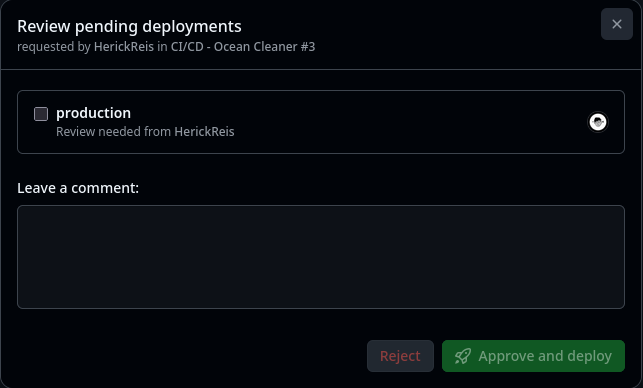 Review pending deployments
requested by HerickReis in CI/CD - Ocean Cleaner #3
production
Review needed from HerickReis
Leave a comment:
Reject
Approve and deploy